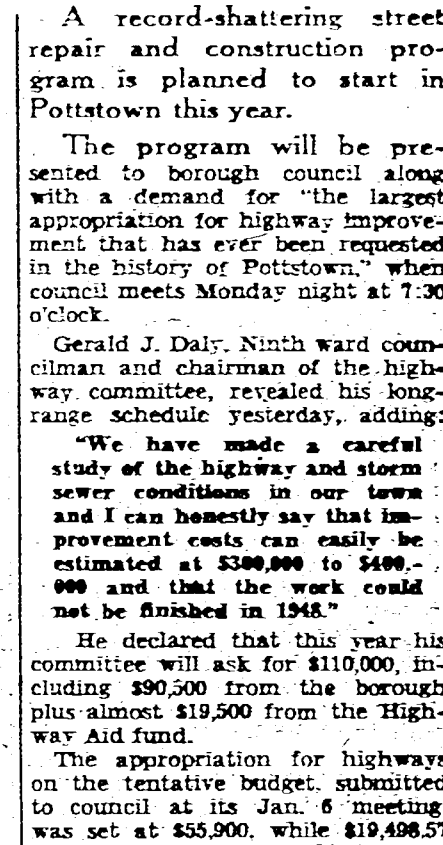 A record-shattering street
repair and construction pro-
gram is planned to start in
Pottstown this year.
The program will be pre-
sented to borough council along
with a demand for "the largest
appropriation for highway improve-
ment that has ever been requested
in the history of Pottstown," when
council meets Monday night at 7:30
o'clock.
Gerald J. Daly, Ninth ward coun-
cilman and chairman of the high-
way committee, revealed his long-
range schedule yesterday, adding:
"We have made a careful
study of the highway and storm
sewer conditions in our town
and I can honestly say that im-
provement costs can easily be
estimated at $300,000 to $400,-
000 and that the work could
not be finished in 1948."
He declared that this year his
committee will ask for $110,000, in-
cluding $90,500 from the borough
plus almost $19,500 from the High-
way Aid fund.
The appropriation for highways
on the tentative budget, submitted
to council at its Jan. 6 meeting
was set at $55,900, while $19,498.57